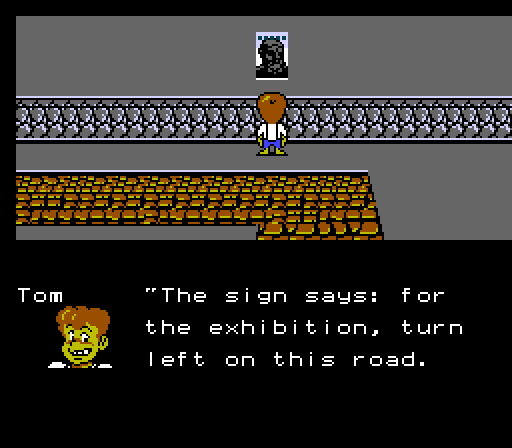 Tom
"The sign says: for
the exhibition, turn
left on this road.